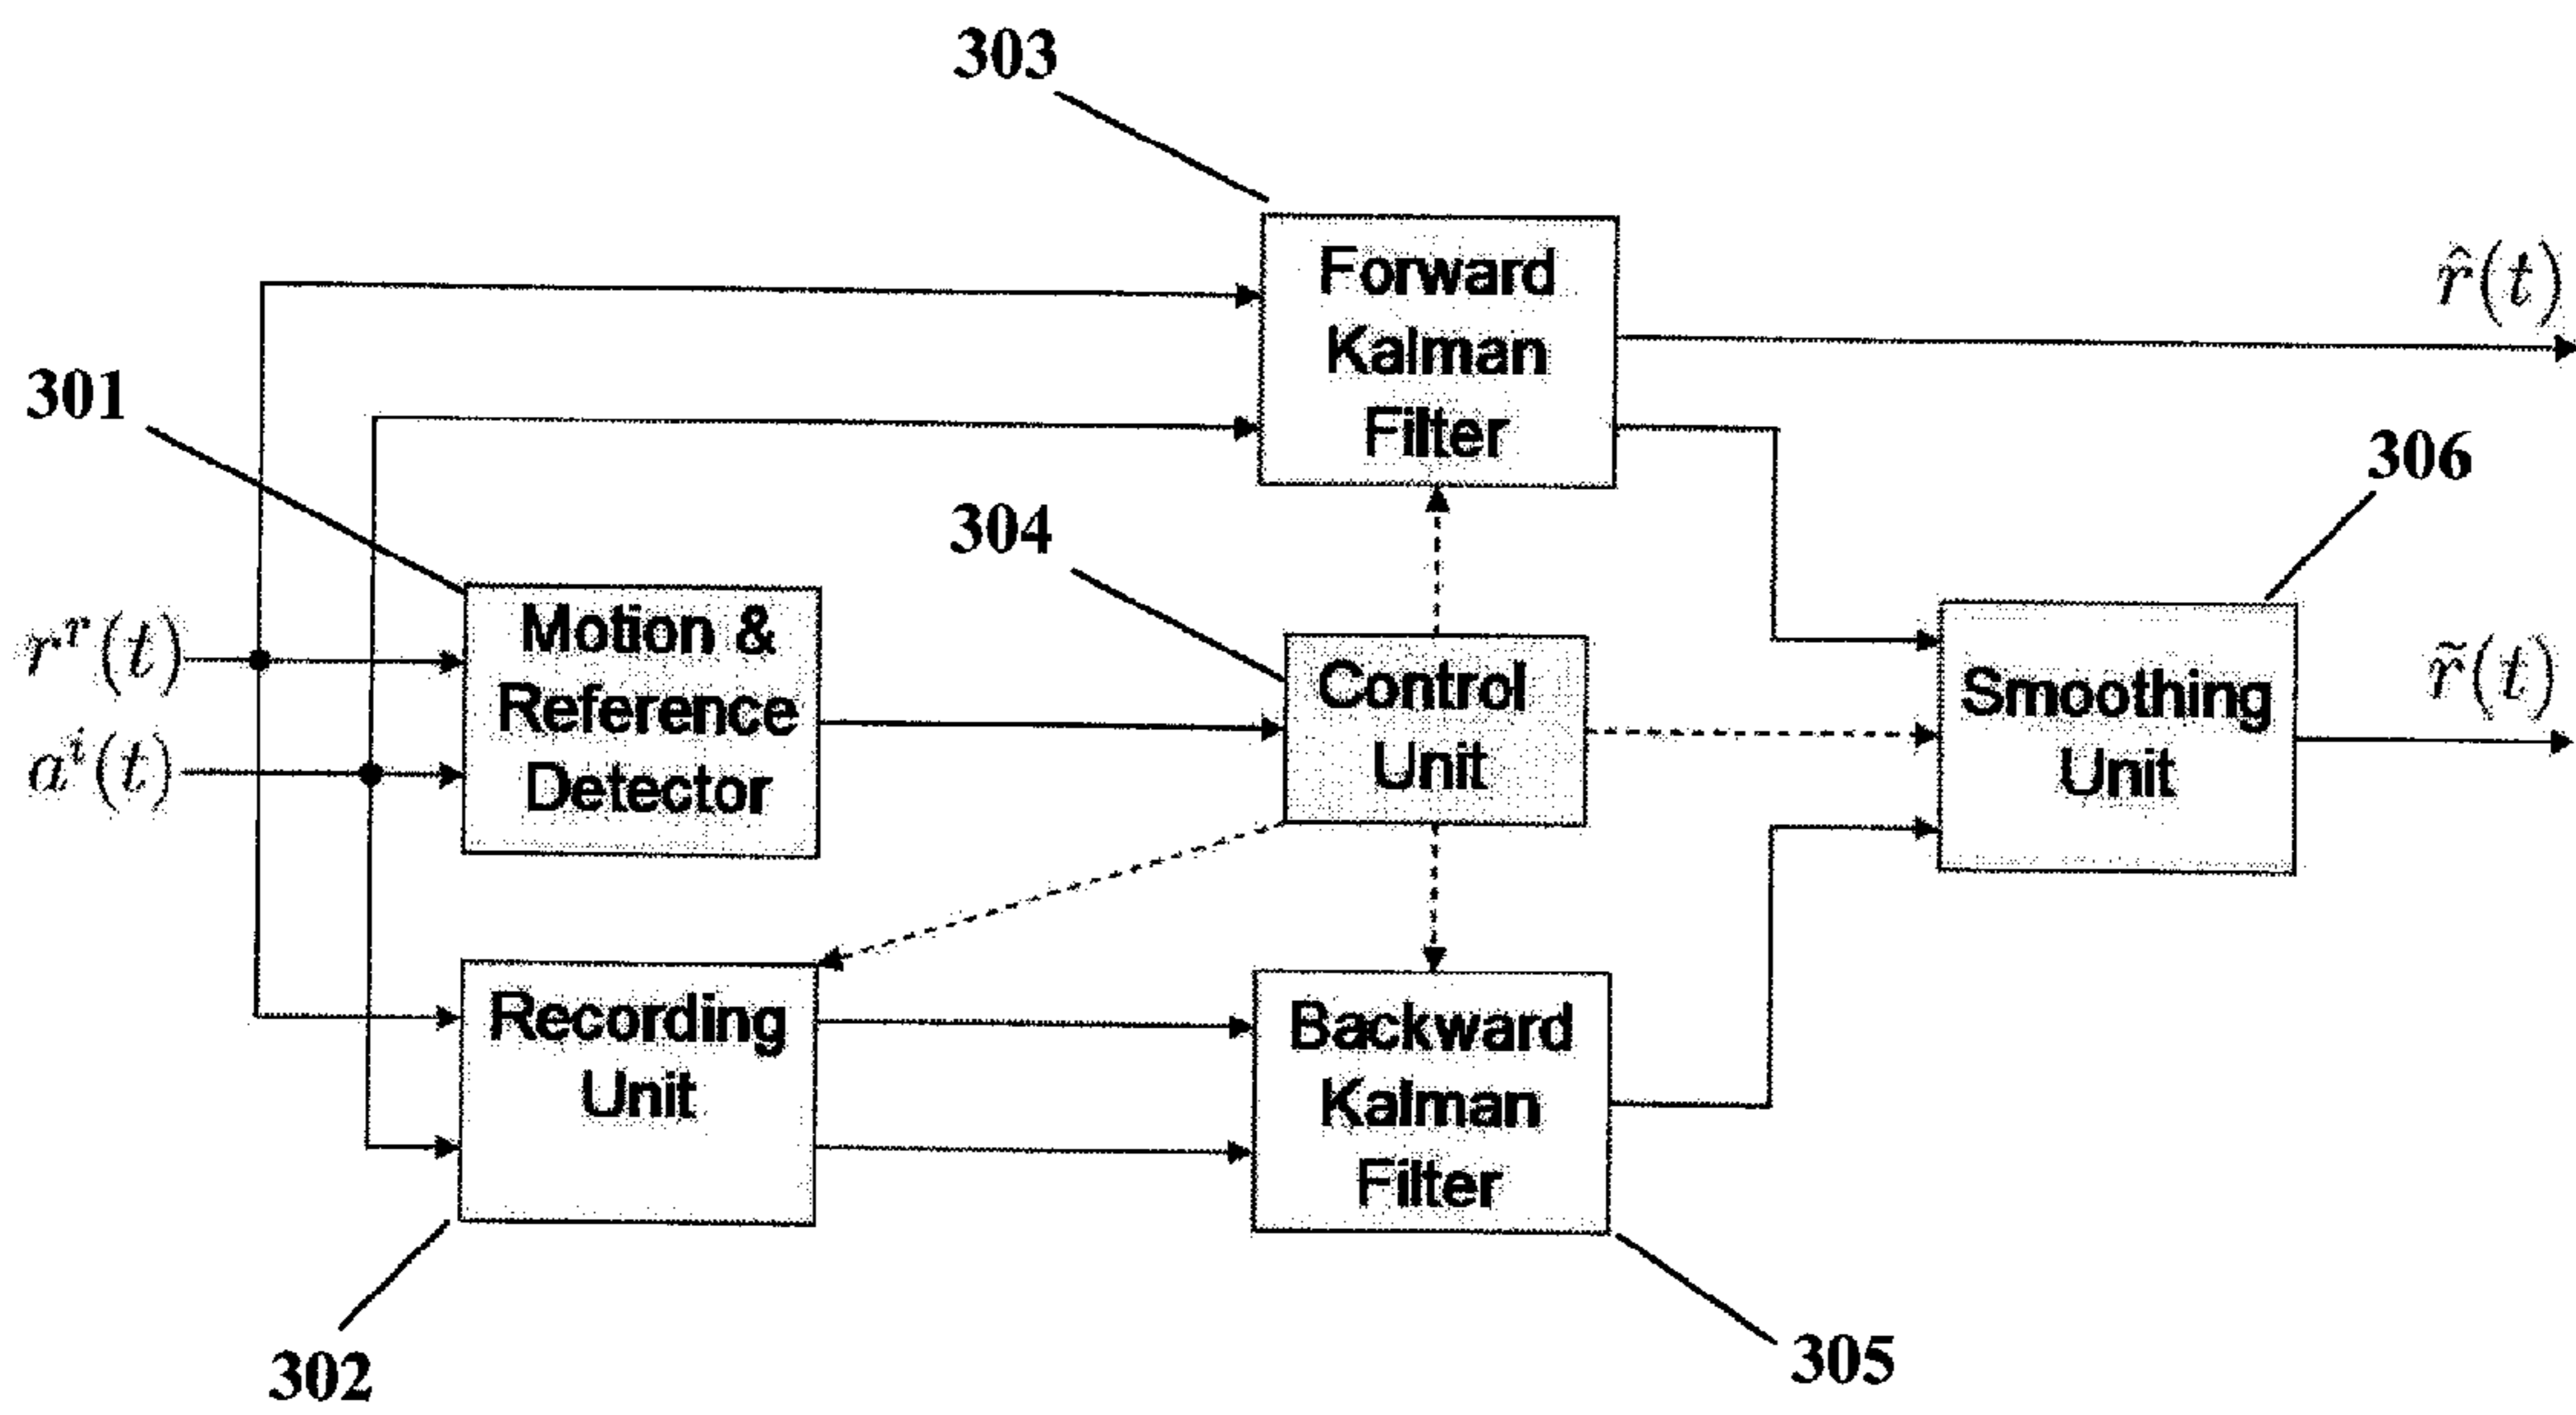 303
Forward
Kalman
Filter
r̂(t)
301
306
304
Motion &
Reference
Detector
r^r(t)
a^i(t)
Control
Unit
Smoothing
Unit
r̃(t)
Recording
Unit
Backward
Kalman
Filter
302
305